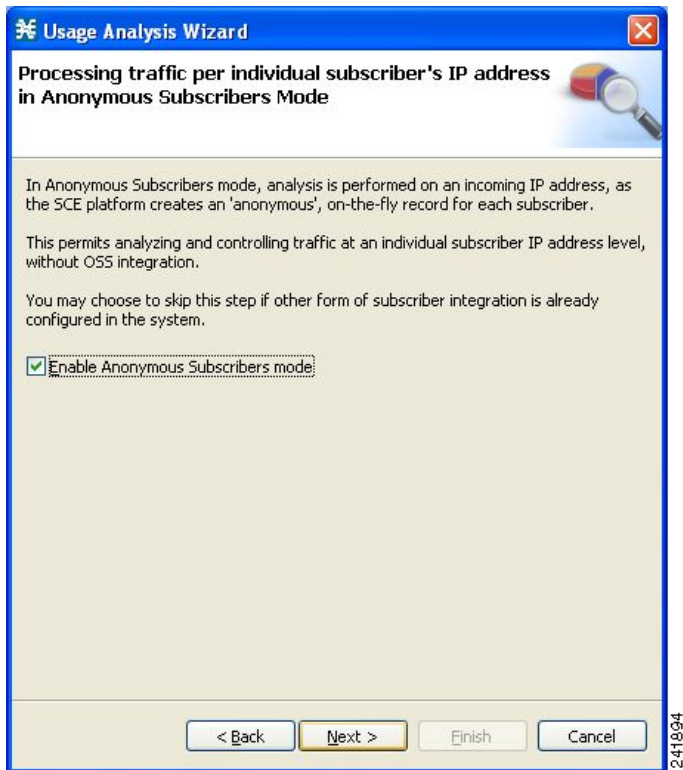 Usage Analysis Wizard
Processing traffic per individual subscriber's IP address
in Anonymous Subscribers Mode
In Anonymous Subscribers mode, analysis is performed on an incoming IP address, as
the SCE platform creates an 'anonymous', on-the-fly record for each subscriber.
This permits analyzing and controlling traffic at an individual subscriber IP address level,
without OSS integration.
You may choose to skip this step if other form of subscriber integration is already
configured in the system.
Enable Anonymous Subscribers mode
< Back Next > Finish Cancel
241894